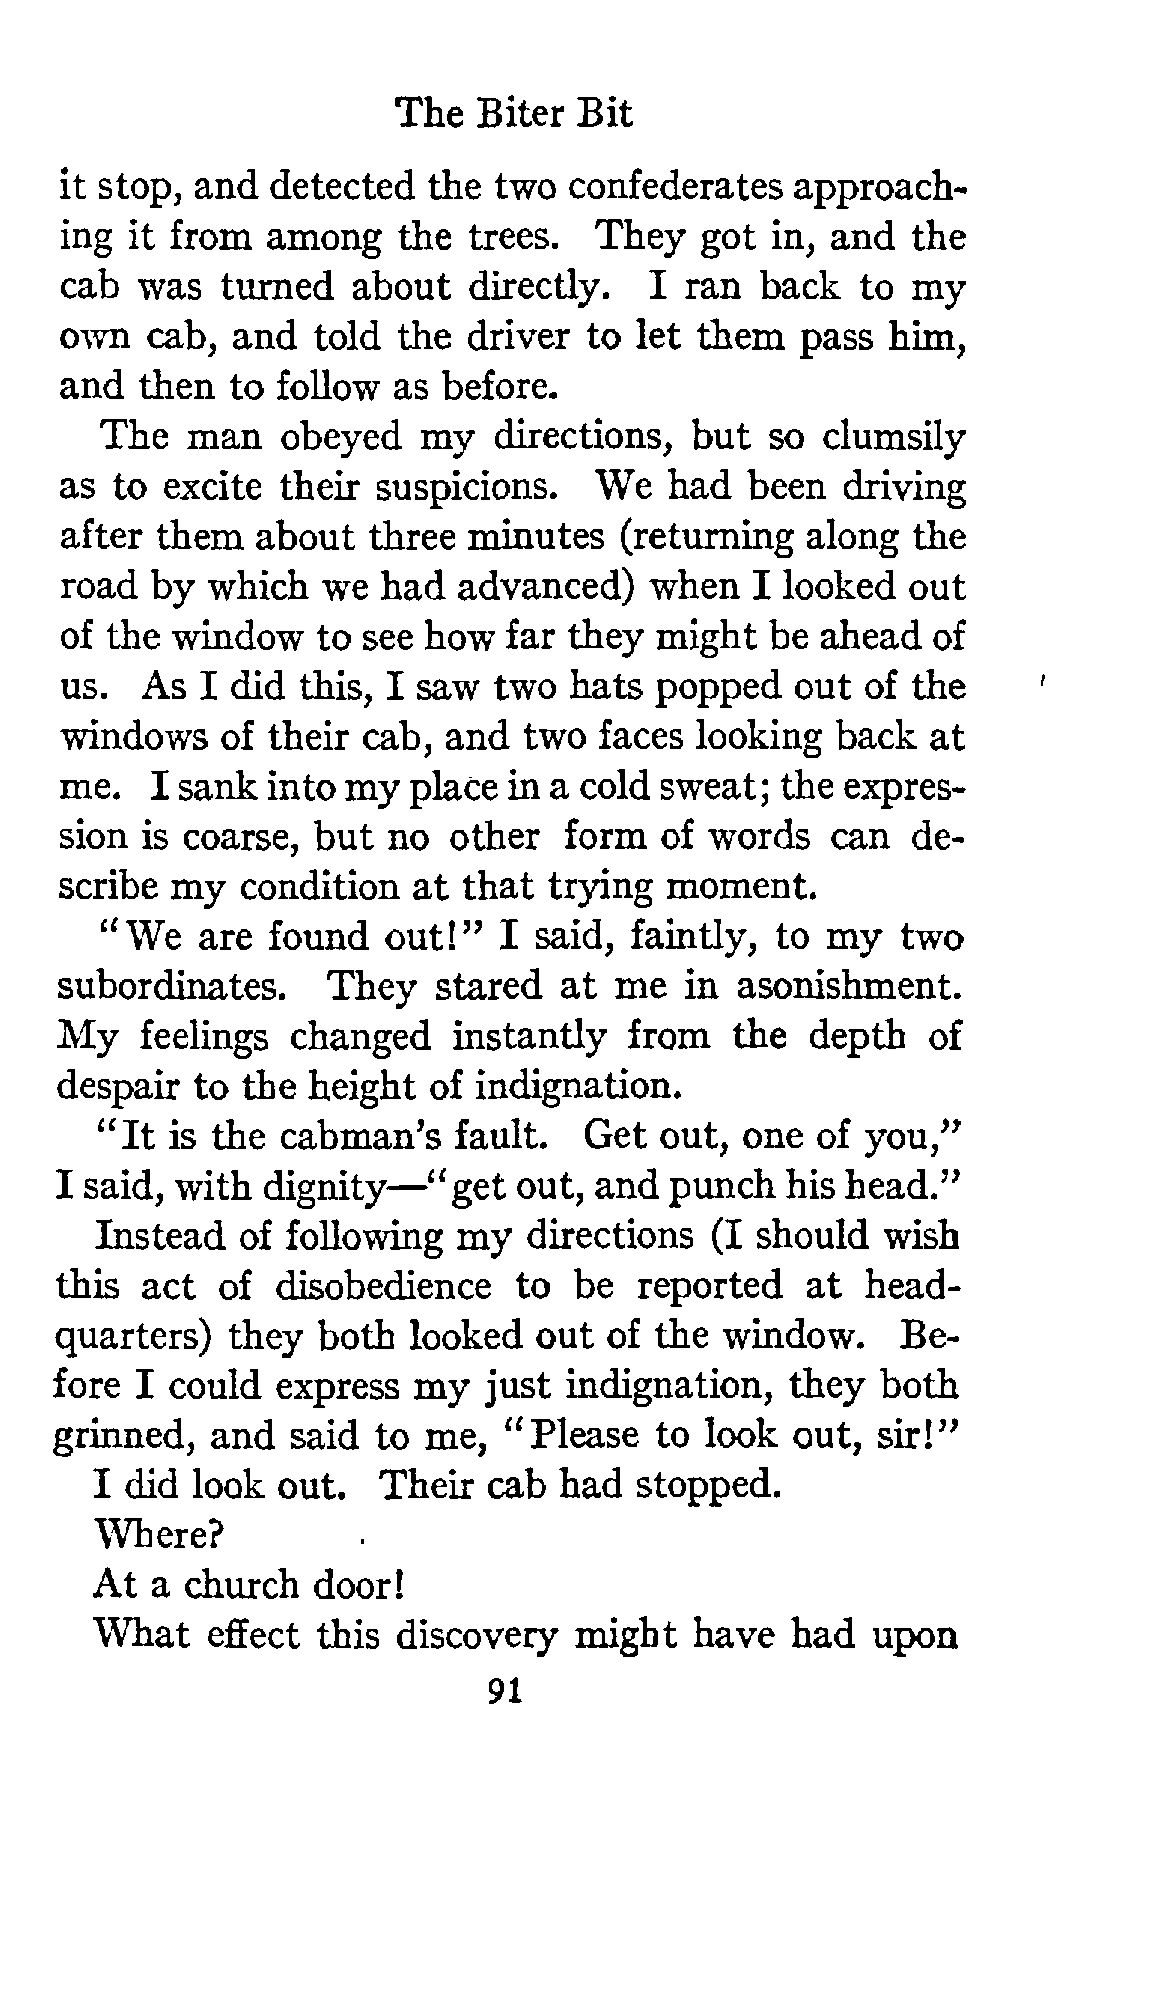 The Biter Bit
it stop, and detected the two confederates approach-
ing it from among the trees. They got in, and the
cab was turned about directly. I ran back to my
own cab, and told the driver to let them pass him,
and then to follow as before.
The man obeyed my directions, but so clumsily
as to excite their suspicions. We had been driving
after them about three minutes (returning along the
road by which we had advanced) when I looked out
of the window to see how far they might be ahead of
us. As I did this, I saw two hats popped out of the
windows of their cab, and two faces looking back at
me. I sank into my place in a cold sweat; the expres-
sion is coarse, but no other form of words can de-
scribe my condition at that trying moment.
"We are found out!" I said, faintly, to my two
subordinates. They stared at me in asonishment.
My feelings changed instantly from the depth of
despair to the height of indignation.
"It is the cabman's fault. Get out, one of you,"
I said, with dignity—"get out, and punch his head."
Instead of following my directions (I should wish
this act of disobedience to be reported at head-
quarters) they both looked out of the window. Be-
fore I could express my just indignation, they both
grinned, and said to me, "Please to look out, sir!"
I did look out. Their cab had stopped.
Where?
At a church door!
What effect this discovery might have had upon
91